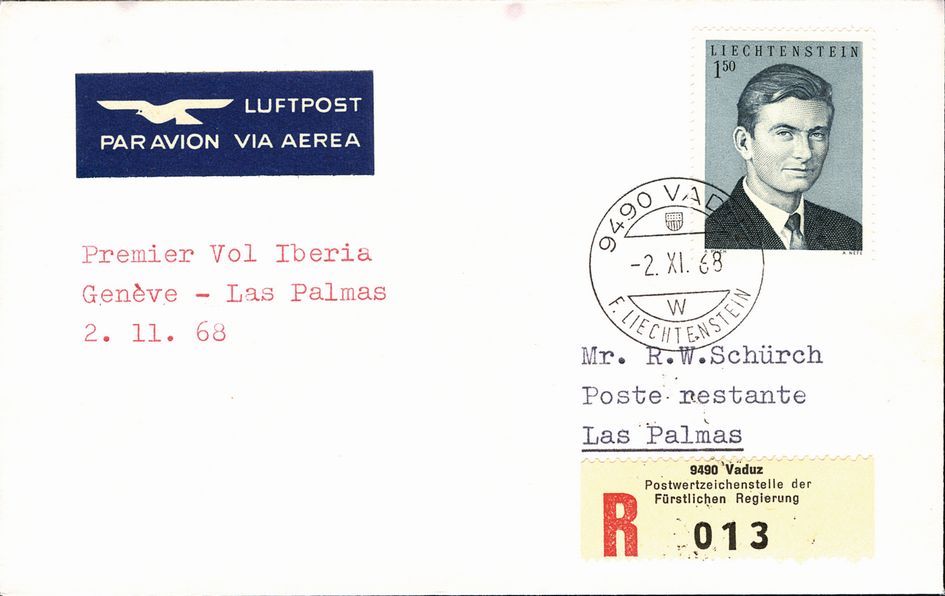 LUFTPOST
PAR AVION VIA AEREA
LIECHTENSTEIN
1.50
A. NEFE
Premier Vol Iberia
Genève - Las Palmas
2. 11. 68
9490 VADUZ
-2. XI. 68
W
F. LIECHTENSTEIN
Mr. R.W.Schürch
Poste restante
Las Palmas
9490 Vaduz
Postwertzeichenstelle der
Fürstlichen Regierung
R 013